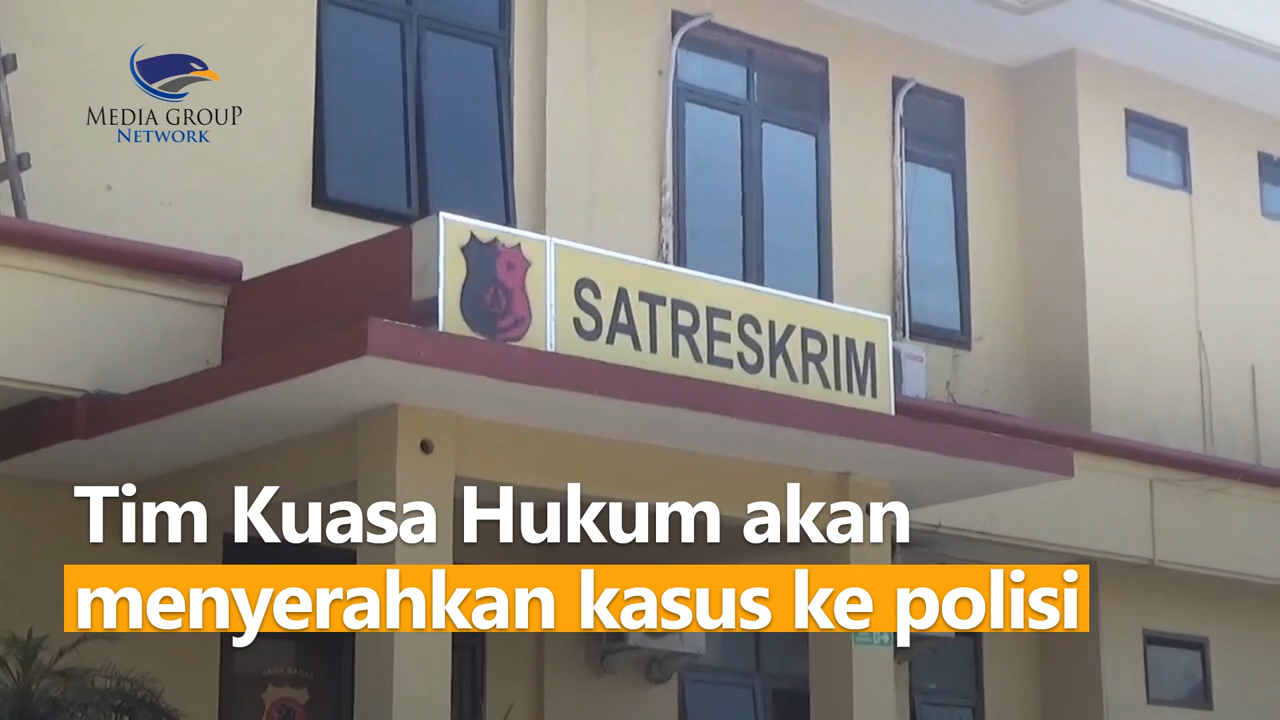 MEDIA GROUP
NETWORK
SATRESKRIM
Tim Kuasa Hukum akan
menyerahkan kasus ke polisi